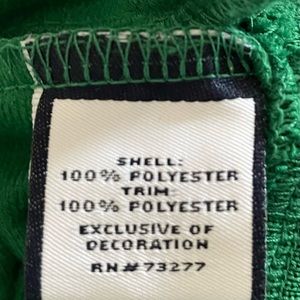 SHELL:
100% POLYESTER
TRIM:
100% POLYESTER
EXCLUSIVE OF
DECORATION
RN#73277